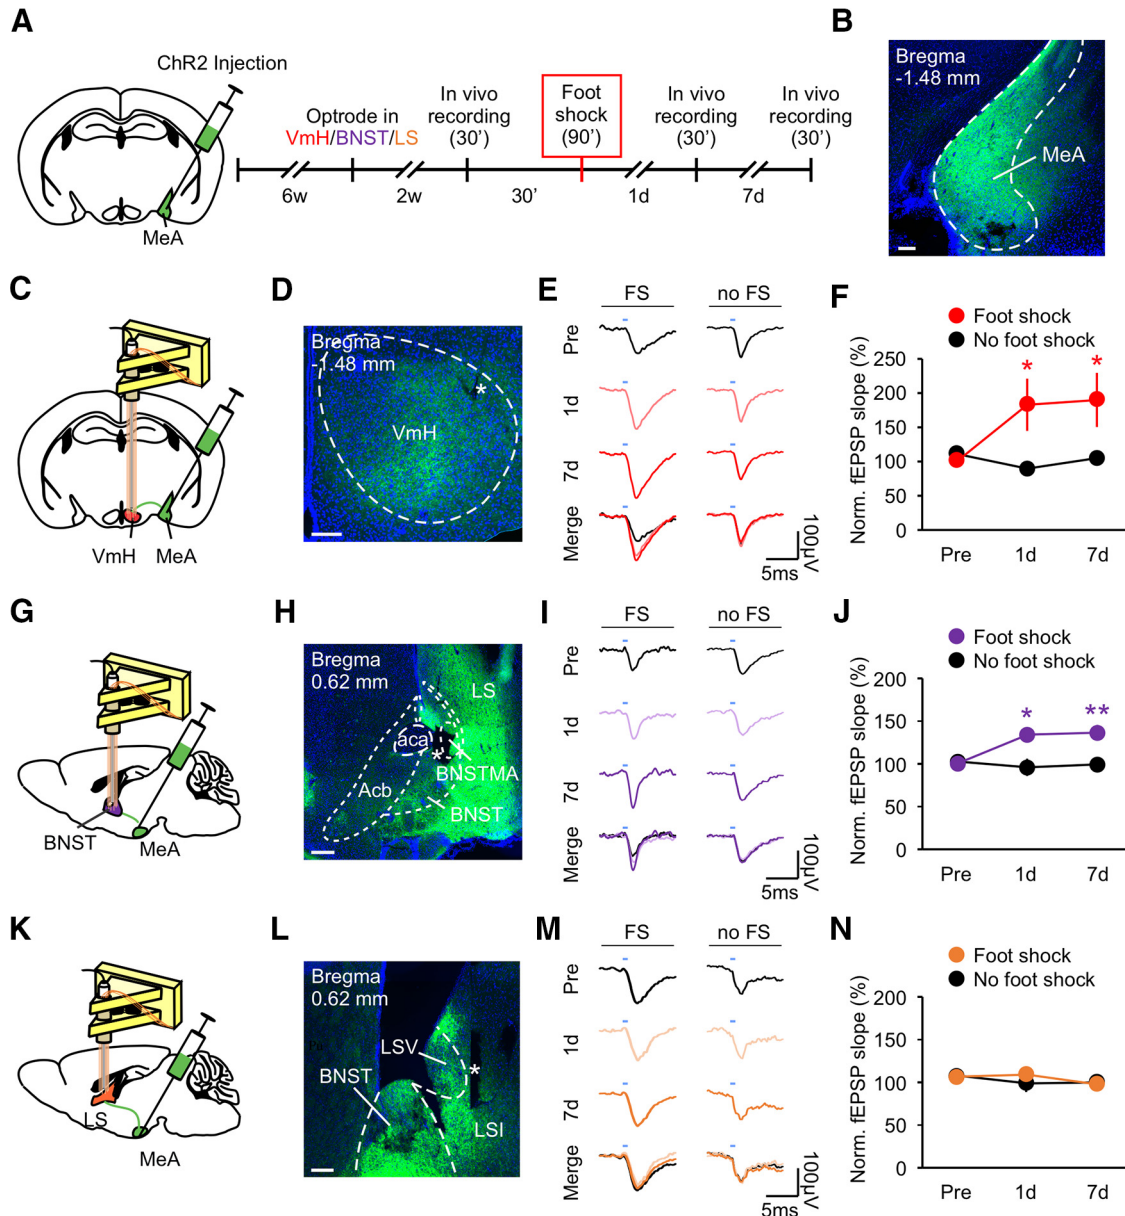 A
ChR2 Injection
MeA
Optrode in
VmH/BNST/LS
In vivo
recording
(30')
Foot
shock
(90')
In vivo
recording
(30')
In vivo
recording
(30')
6w
2w
30'
1d
7d
B
Bregma
-1.48 mm
MeA
C
VmH
MeA
D
Bregma
-1.48 mm
*
VmH
E
FS
no FS
Pre
1d
7d
Merge
100µV
5ms
F
Foot shock
No foot shock
Norm. fEPSP slope (%)
250
200
150
100
50
0
*
*
Pre
1d
7d
G
BNST
MeA
H
Bregma
0.62 mm
LS
aca
*
BNSTMA
Acb
BNST
I
FS
no FS
Pre
1d
7d
Merge
100µV
5ms
J
Foot shock
No foot shock
Norm. fEPSP slope (%)
200
150
100
50
0
*
**
Pre
1d
7d
K
LS
MeA
L
Bregma
0.62 mm
LSV
*
BNST
LSI
M
FS
no FS
Pre
1d
7d
Merge
100µV
5ms
N
Foot shock
No foot shock
Norm. fEPSP slope (%)
200
150
100
50
0
Pre
1d
7d